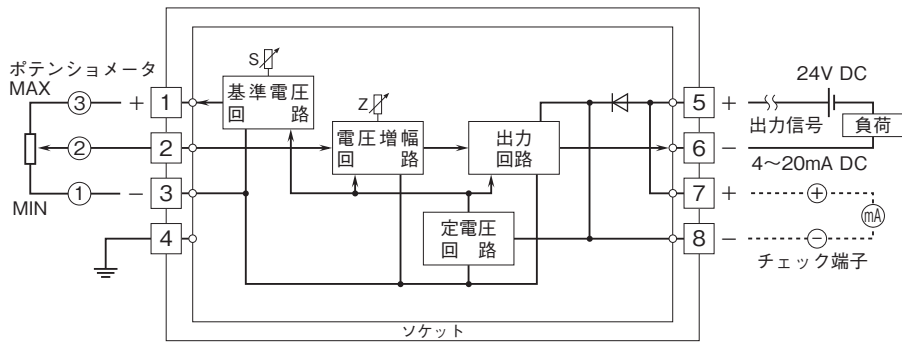 ポテンショメータ
MAX
③ + 1
② 2
① − 3
MIN
4
S
基準電圧
回 路
Z
電圧増幅
回 路
出力
回路
定電圧
回 路
24V DC
5 +
出力信号
負荷
6 −
4～20mA DC
7 +
+
mA
8 −
−
チェック端子
ソケット